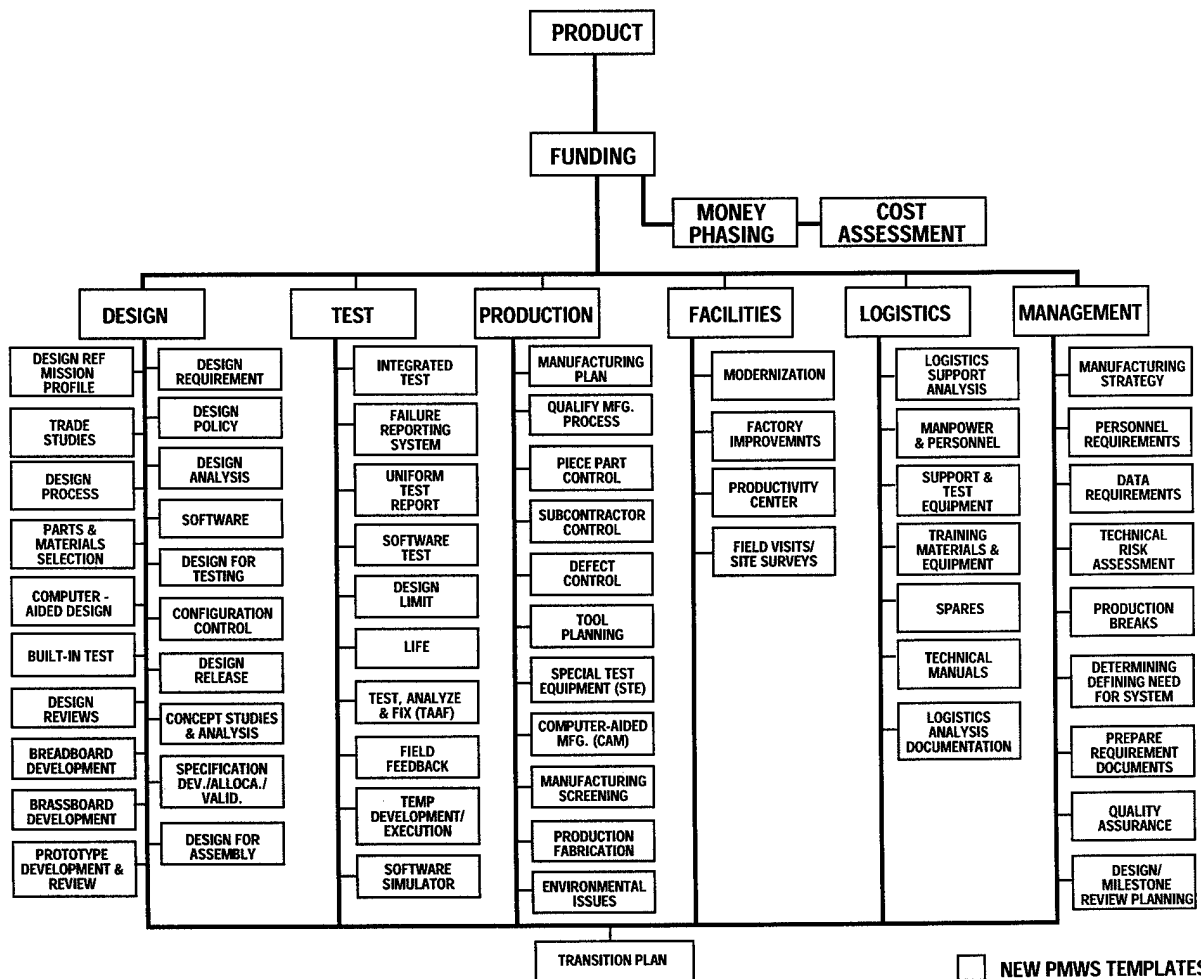 PRODUCT
FUNDING
MONEY
PHASING
COST
ASSESSMENT
DESIGN
TEST
PRODUCTION
FACILITIES
LOGISTICS
MANAGEMENT
DESIGN REF
MISSION
PROFILE
TRADE
STUDIES
DESIGN
PROCESS
PARTS &
MATERIALS
SELECTION
COMPUTER -
AIDED DESIGN
BUILT-IN TEST
DESIGN
REVIEWS
BREADBOARD
DEVELOPMENT
BRASSBOARD
DEVELOPMENT
PROTOTYPE
DEVELOPMENT &
REVIEW
DESIGN
REQUIREMENT
DESIGN
POLICY
DESIGN
ANALYSIS
SOFTWARE
DESIGN FOR
TESTING
CONFIGURATION
CONTROL
DESIGN
RELEASE
CONCEPT STUDIES
& ANALYSIS
SPECIFICATION
DEV./ALLOCA./
VALID.
DESIGN FOR
ASSEMBLY
INTEGRATED
TEST
FAILURE
REPORTING
SYSTEM
UNIFORM
TEST
REPORT
SOFTWARE
TEST
DESIGN
LIMIT
LIFE
TEST, ANALYZE
& FIX (TAAF)
FIELD
FEEDBACK
TEMP
DEVELOPMENT/
EXECUTION
SOFTWARE
SIMULATOR
MANUFACTURING
PLAN
QUALIFY MFG.
PROCESS
PIECE PART
CONTROL
SUBCONTRACTOR
CONTROL
DEFECT
CONTROL
TOOL
PLANNING
SPECIAL TEST
EQUIPMENT (STE)
COMPUTER-AIDED
MFG. (CAM)
MANUFACTURING
SCREENING
PRODUCTION
FABRICATION
ENVIRONMENTAL
ISSUES
MODERNIZATION
FACTORY
IMPROVEMNTS
PRODUCTIVITY
CENTER
FIELD VISITS/
SITE SURVEYS
LOGISTICS
SUPPORT
ANALYSIS
MANPOWER
& PERSONNEL
SUPPORT &
TEST
EQUIPMENT
TRAINING
MATERIALS &
EQUIPMENT
SPARES
TECHNICAL
MANUALS
LOGISTICS
ANALYSIS
DOCUMENTATION
MANUFACTURING
STRATEGY
PERSONNEL
REQUIREMENTS
DATA
REQUIREMENTS
TECHNICAL
RISK
ASSESSMENT
PRODUCTION
BREAKS
DETERMINING
DEFINING NEED
FOR SYSTEM
PREPARE
REQUIREMENT
DOCUMENTS
QUALITY
ASSURANCE
DESIGN/
MILESTONE
REVIEW PLANNING
TRANSITION PLAN
NEW PMWS TEMPLATES